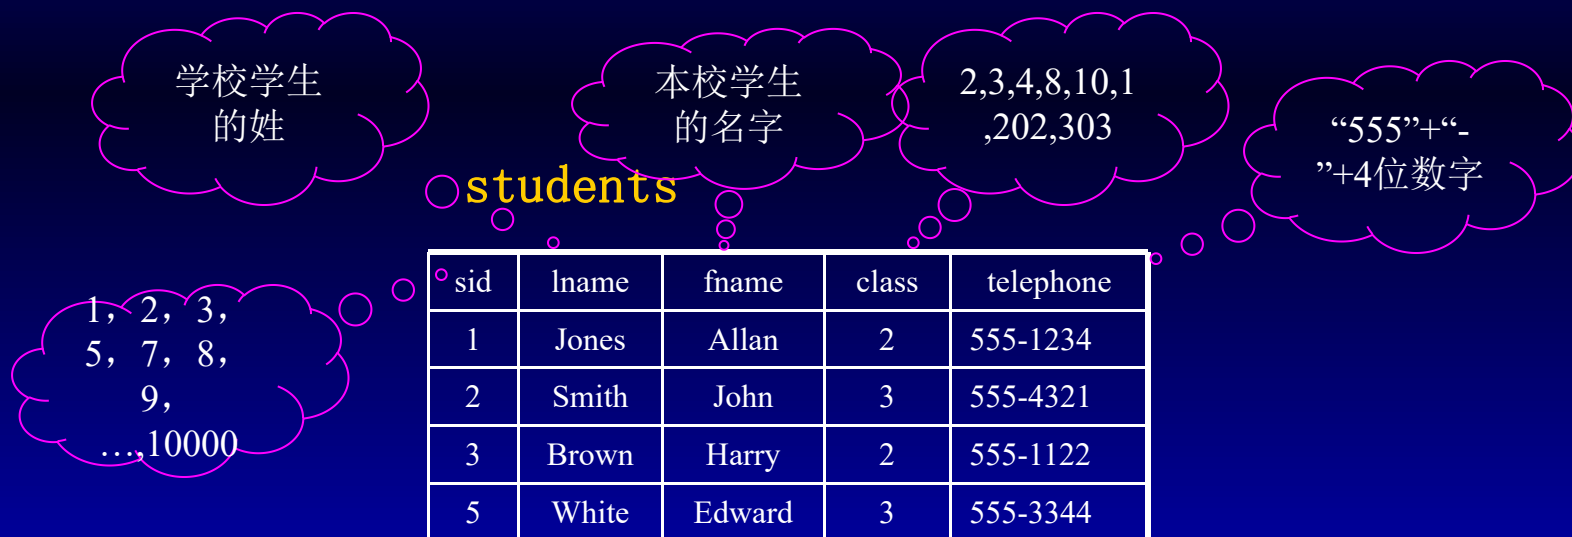 学校学生
的姓
本校学生
的名字
2,3,4,8,10,1
,202,303
“555”+“-
”+4位数字
students
1，2，3，
5，7，8，
9，
…,10000
sid lname fname class telephone
1 Jones Allan 2 555-1234
2 Smith John 3 555-4321
3 Brown Harry 2 555-1122
5 White Edward 3 555-3344